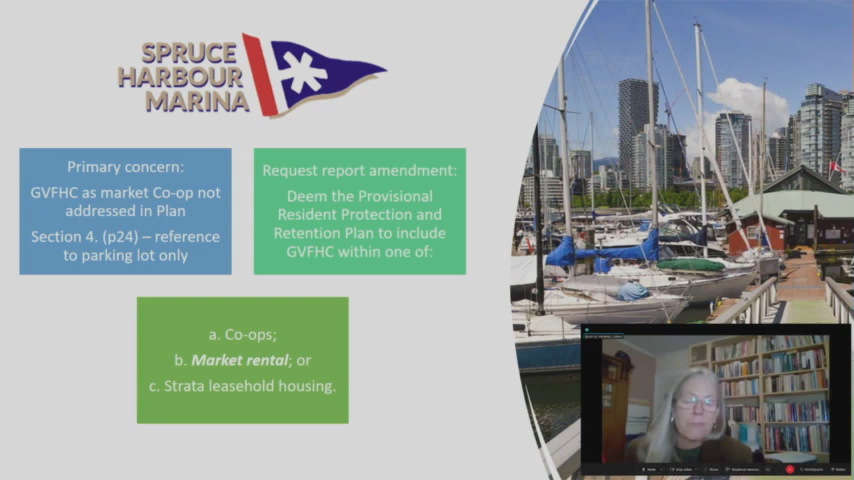 SPRUCE
HARBOUR
MARINA
Primary concern:
GVFHC as market Co-op not
addressed in Plan
Section 4. (p24) – reference
to parking lot only
Request report amendment:
Deem the Provisional
Resident Protection and
Retention Plan to include
GVFHC within one of:
a. Co-ops;
b. Market rental; or
c. Strata leasehold housing.